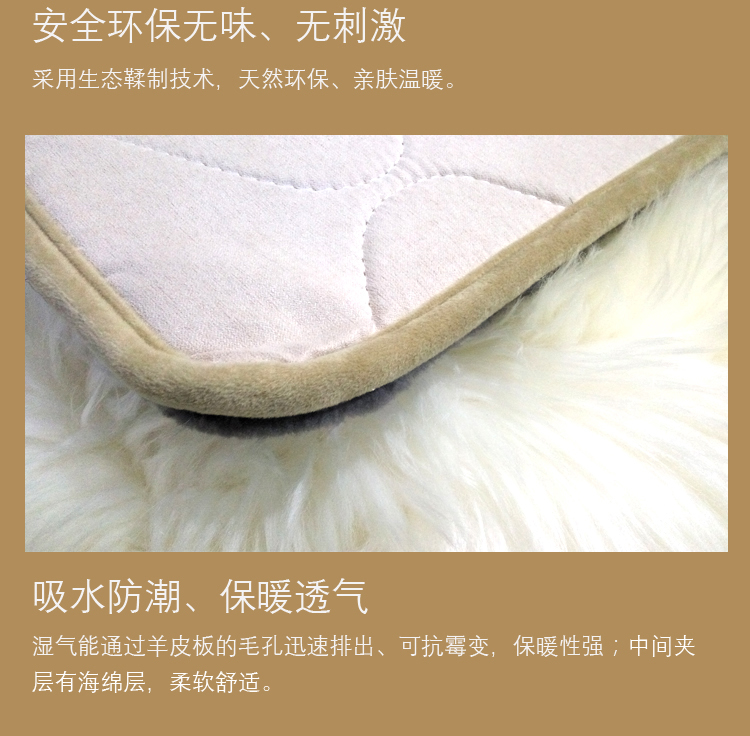 安全环保无味、无刺激
采用生态鞣制技术，天然环保、亲肤温暖。
吸水防潮、保暖透气
湿气能通过羊皮板的毛孔迅速排出、可抗霉变，保暖性强；中间夹
层有海绵层，柔软舒适。